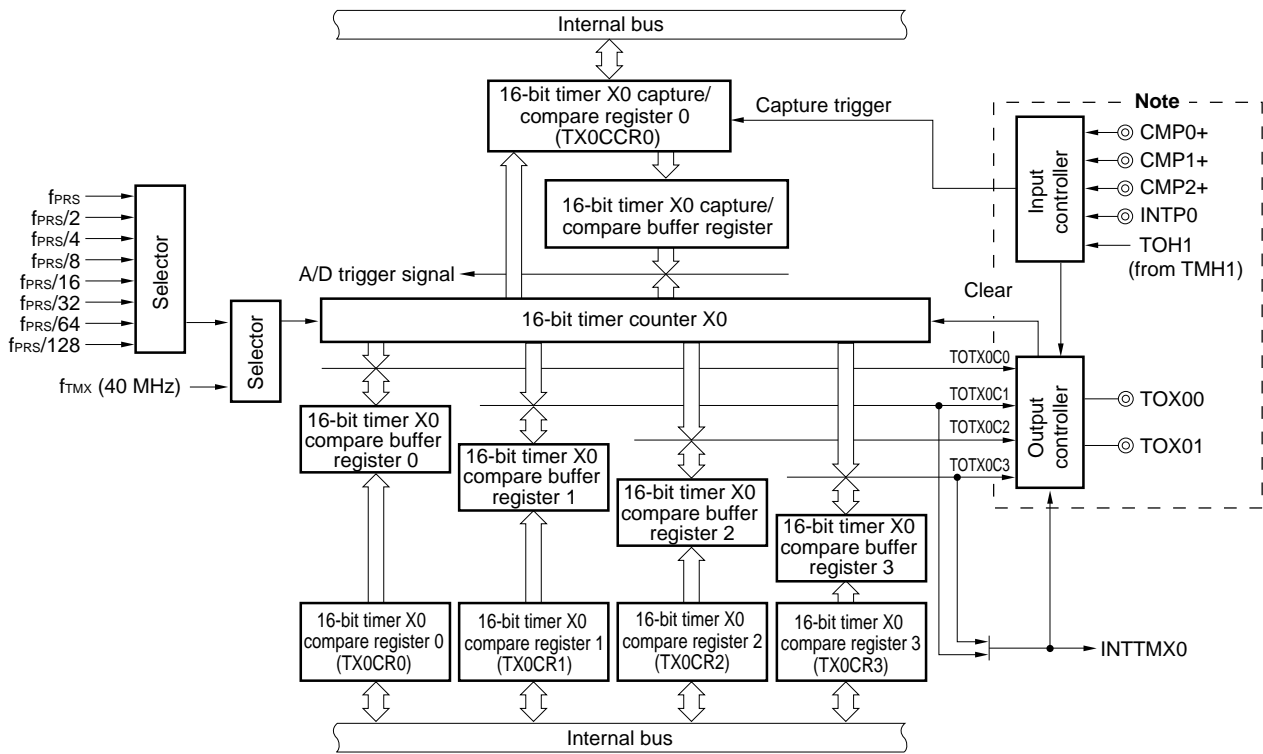 Internal bus
16-bit timer X0 capture/
compare register 0
(TX0CCR0)
Capture trigger
Note
Input
controller
CMP0+
CMP1+
CMP2+
INTP0
TOH1
(from TMH1)
16-bit timer X0 capture/
compare buffer register
fPRS
fPRS/2
fPRS/4
fPRS/8
fPRS/16
fPRS/32
fPRS/64
fPRS/128
Selector
fTMX (40 MHz)
Selector
A/D trigger signal
Clear
16-bit timer counter X0
TOTX0C0
TOTX0C1
TOTX0C2
TOTX0C3
Output
controller
TOX00
TOX01
16-bit timer X0
compare buffer
register 0
16-bit timer X0
compare buffer
register 1
16-bit timer X0
compare buffer
register 2
16-bit timer X0
compare buffer
register 3
16-bit timer X0
compare register 0
(TX0CR0)
16-bit timer X0
compare register 1
(TX0CR1)
16-bit timer X0
compare register 2
(TX0CR2)
16-bit timer X0
compare register 3
(TX0CR3)
INTTMX0
Internal bus